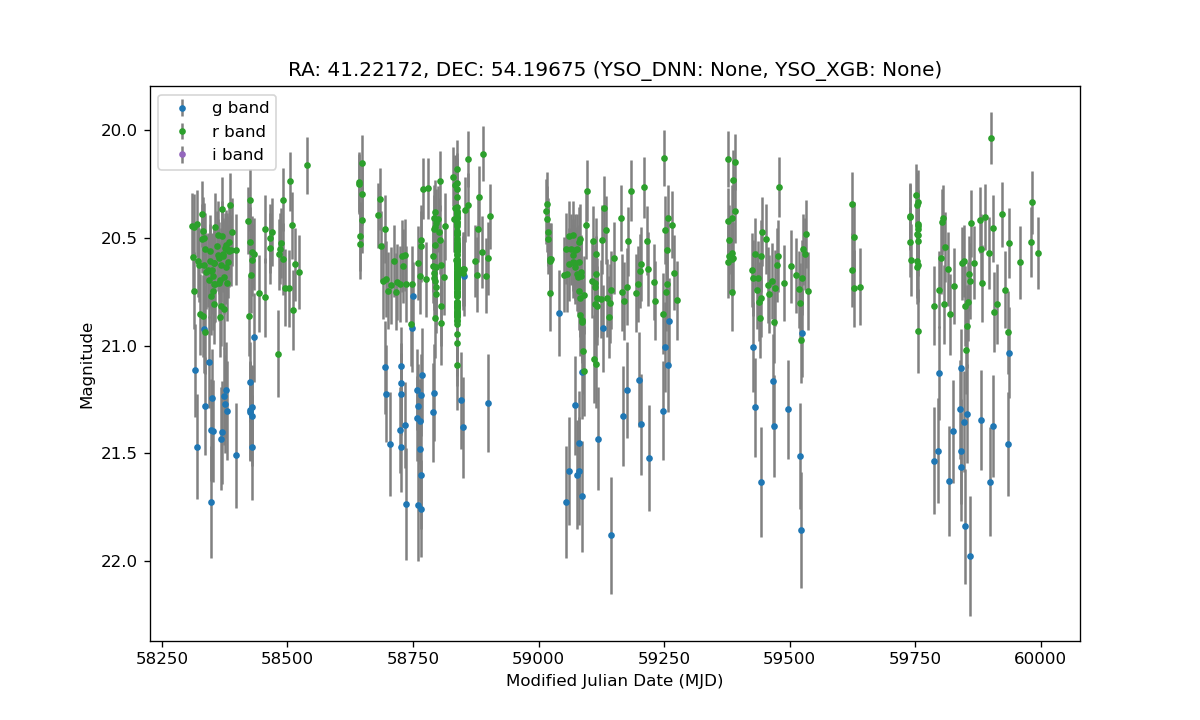 RA: 41.22172, DEC: 54.19675 (YSO_DNN: None, YSO_XGB: None)
g band
r band
i band
20.0
20.5
21.0
21.5
22.0
Magnitude
58250 58500 58750 59000 59250 59500 59750 60000
Modified Julian Date (MJD)